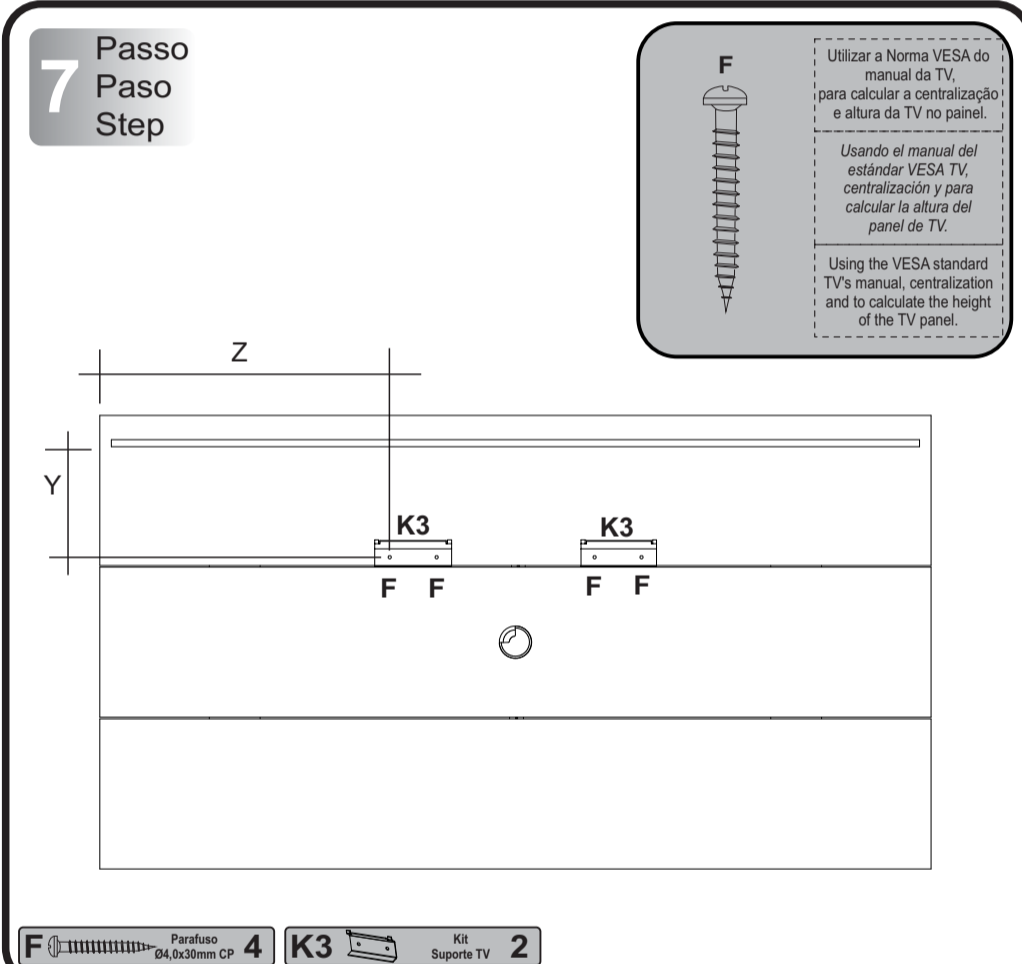 7
Passo
Paso
Step
F
Utilizar a Norma VESA do
manual da TV,
para calcular a centralização
e altura da TV no painel.
Usando el manual del
estándar VESA TV,
centralización y para
calcular la altura del
panel de TV.
Using the VESA standard
TV's manual, centralization
and to calculate the height
of the TV panel.
Z
Y
K3 K3
F F F F
F Parafuso
Ø4,0x30mm CP 4
K3 Kit
Suporte TV 2